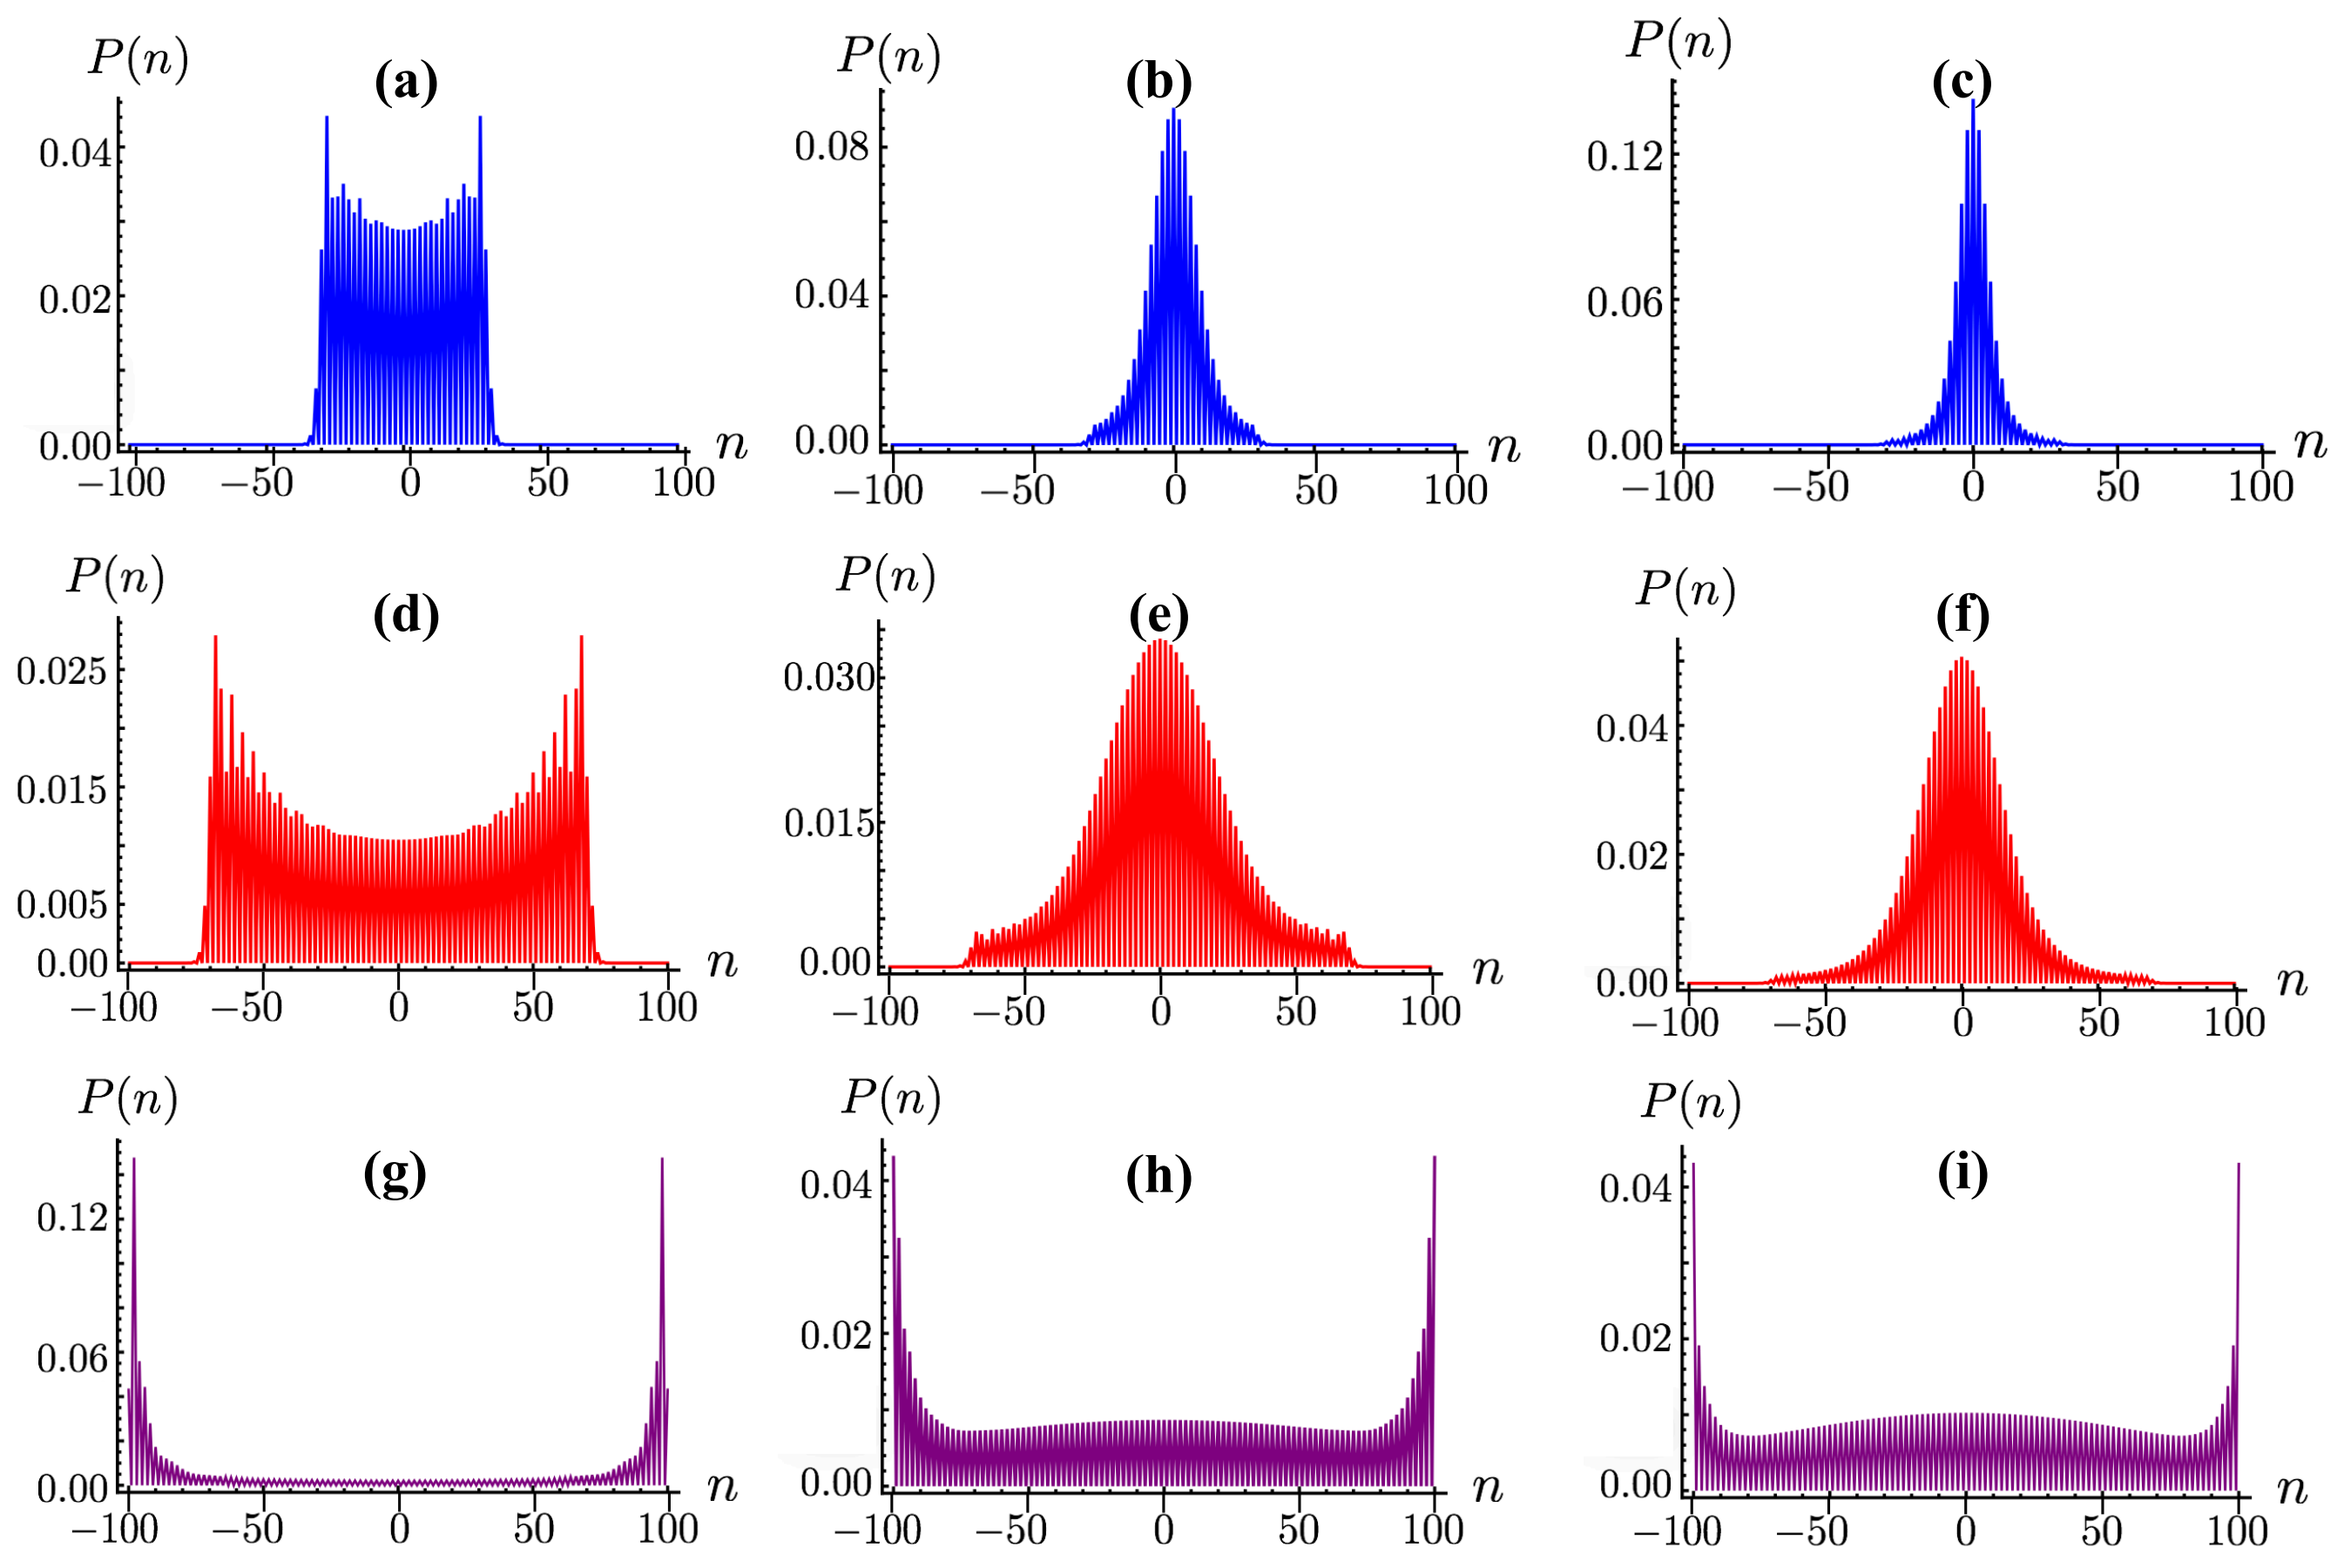 P(n)
(a)
0.04
0.02
0.00
−100
−50
0
50
100
n
P(n)
(b)
0.08
0.04
0.00
−100
−50
0
50
100
n
P(n)
(c)
0.12
0.06
0.00
−100
−50
0
50
100
n
P(n)
(d)
0.025
0.015
0.005
0.00
−100
−50
0
50
100
n
P(n)
(e)
0.030
0.015
0.00
−100
−50
0
50
100
n
P(n)
(f)
0.04
0.02
0.00
−100
−50
0
50
100
n
P(n)
(g)
0.12
0.06
0.00
−100
−50
0
50
100
n
P(n)
(h)
0.04
0.02
0.00
−100
−50
0
50
100
n
P(n)
(i)
0.04
0.02
0.00
−100
−50
0
50
100
n